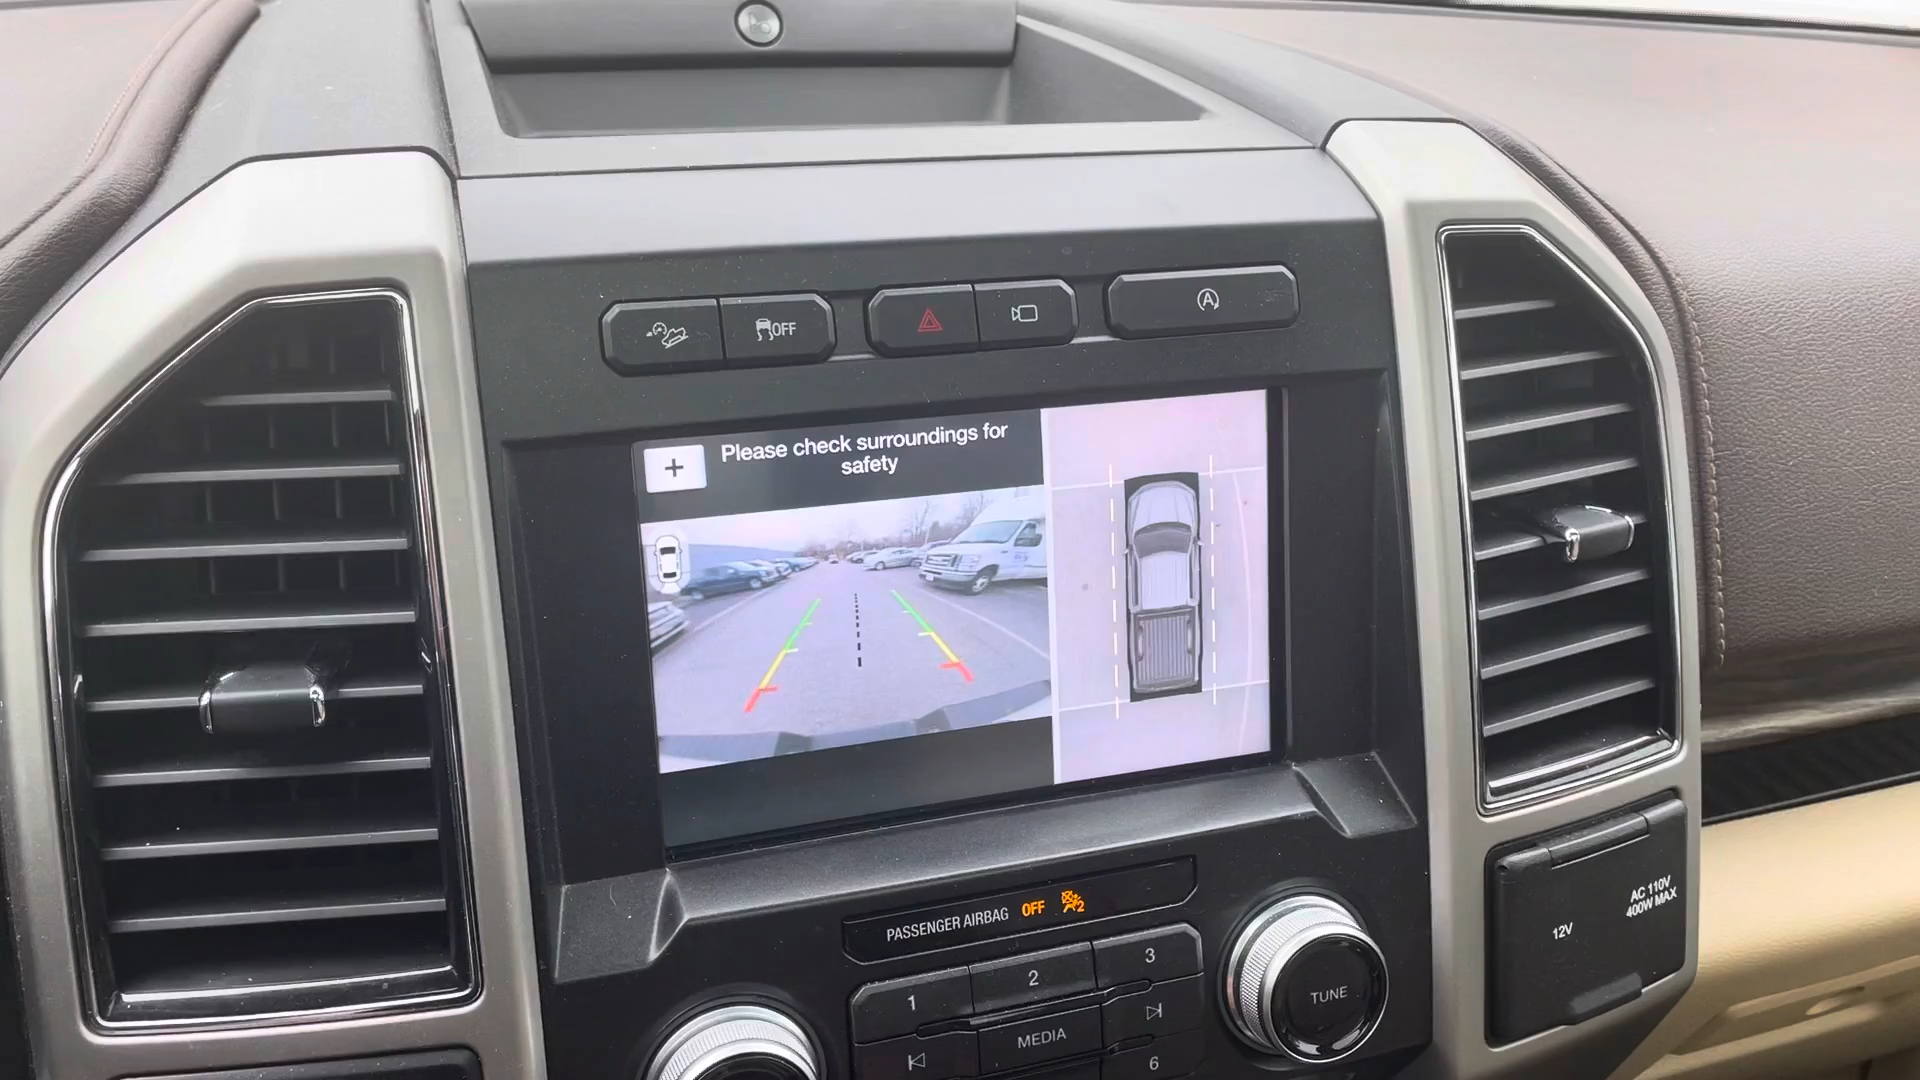 OFF
A
+
Please check surroundings for
safety
PASSENGER AIRBAG OFF 2
1
2
3
MEDIA
6
TUNE
12V
AC 110V
400W MAX